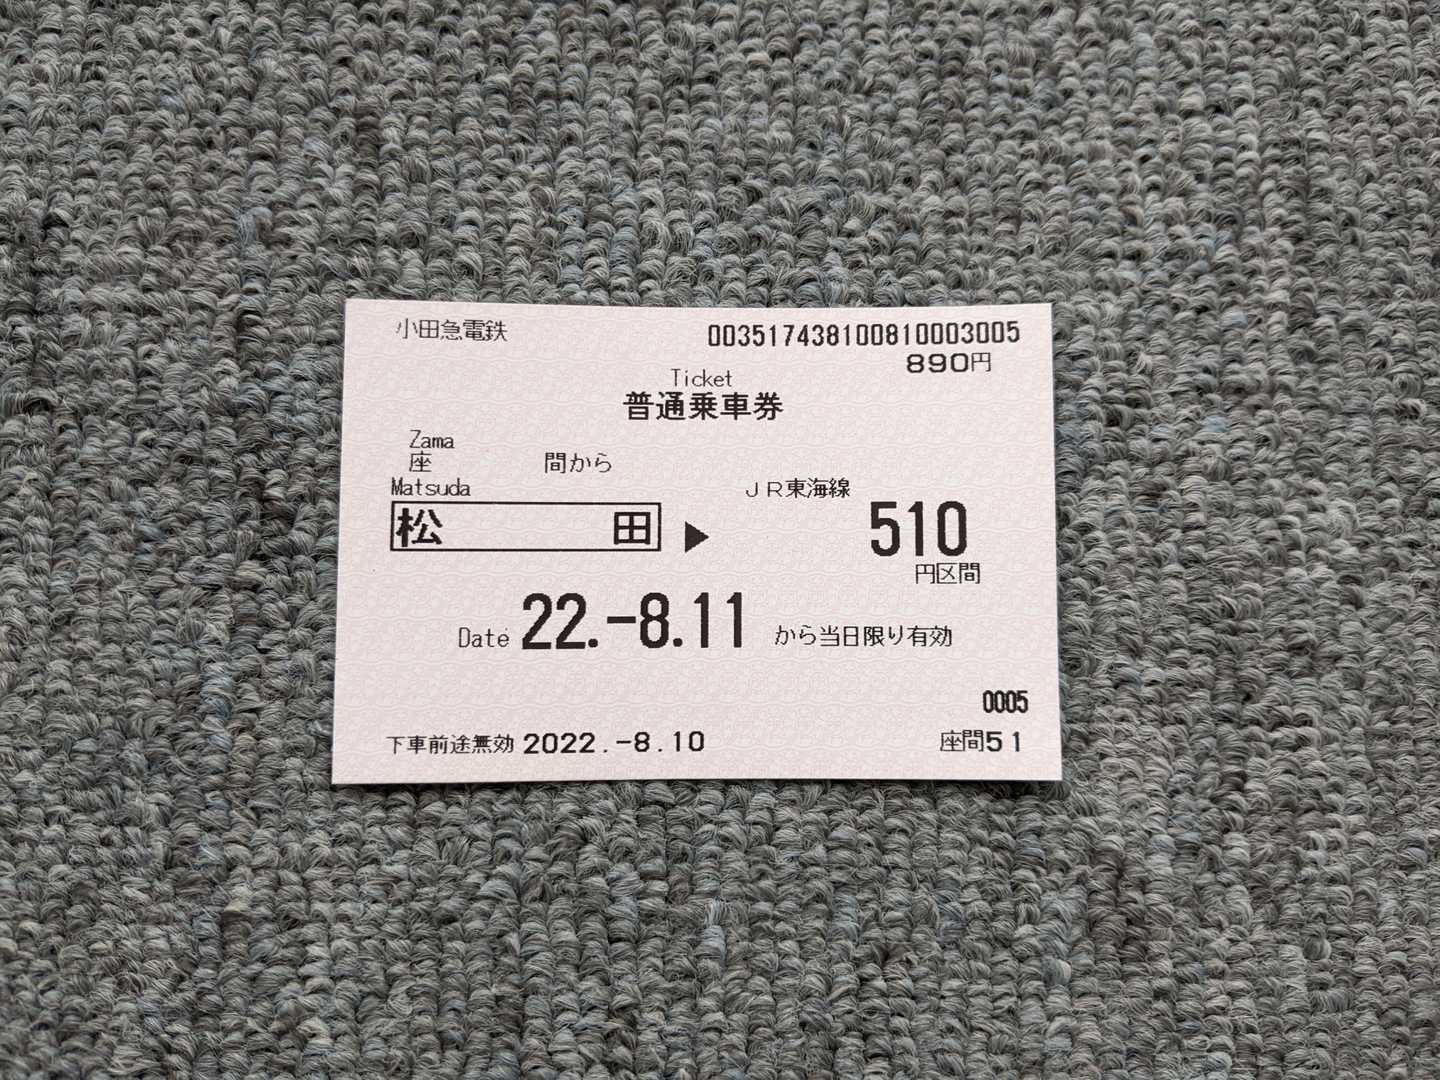 小田急電鉄 003517438100810003005
890円
Ticket
普通乗車券
Zama
座 間から
Matsuda JR東海線
松 田 ▶ 510
円区間
Date 22.-8.11 から当日限り有効
0005
下車前途無効 2022.-8.10 座間51